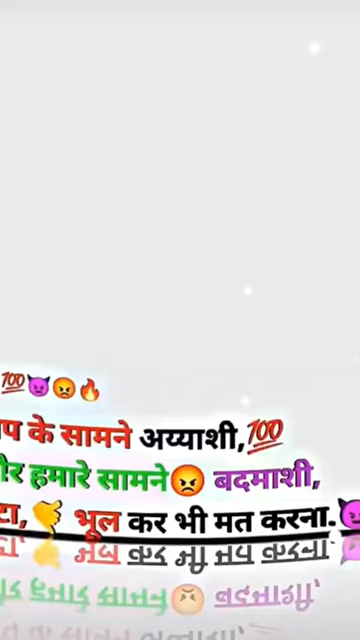 💯😈😡🔥
के सामने अय्याशी,💯
हमारे सामने😡 बदमाशी,
👎 भूल कर भी मत करना.😈